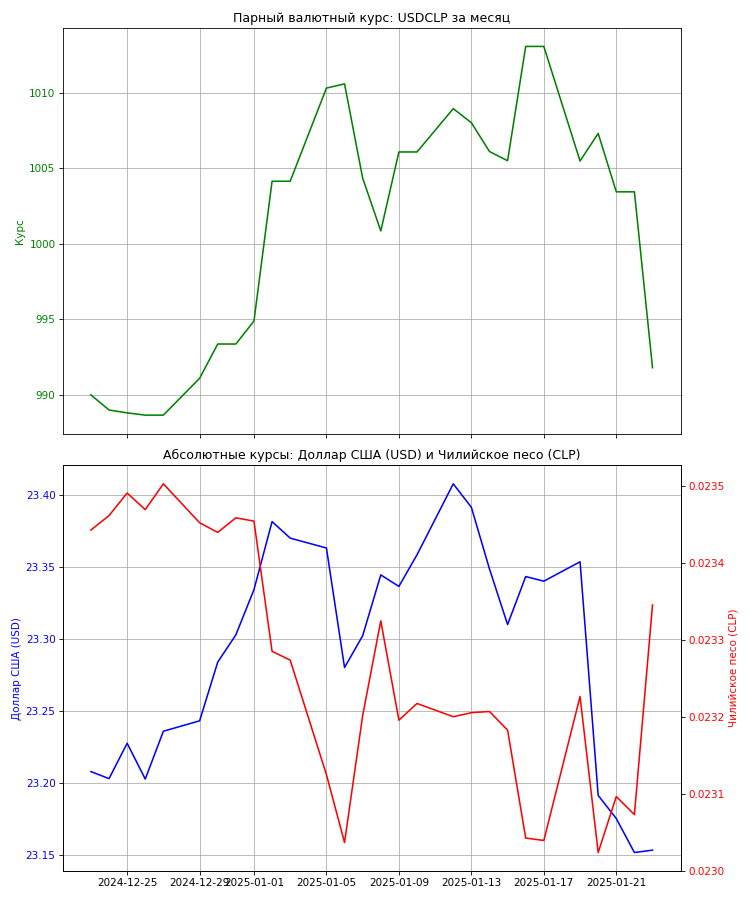 Парный валютный курс: USDCLP за месяц
Курс
1010
1005
1000
995
990
Абсолютные курсы: Доллар США (USD) и Чилийское песо (CLP)
Доллар США (USD)
23.40
23.35
23.30
23.25
23.20
23.15
Чилийское песо (CLP)
0.0235
0.0234
0.0233
0.0232
0.0231
0.0230
2024-12-25 2024-12-29 2025-01-01 2025-01-05 2025-01-09 2025-01-13 2025-01-17 2025-01-21